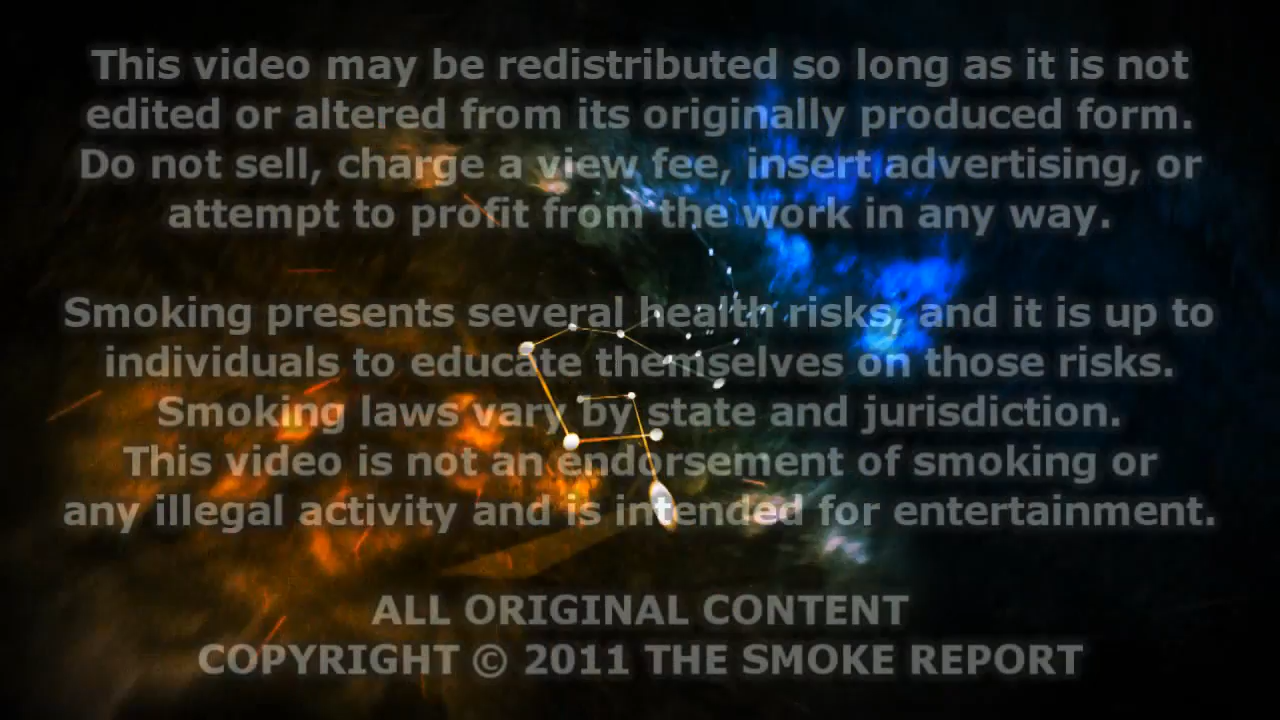 This video may be redistributed so long as it is not
edited or altered from its originally produced form.
Do not sell, charge a view fee, insert advertising, or
attempt to profit from the work in any way.
Smoking presents several health risks, and it is up to
individuals to educate themselves on those risks.
Smoking laws vary by state and jurisdiction.
This video is not an endorsement of smoking or
any illegal activity and is intended for entertainment.
ALL ORIGINAL CONTENT
COPYRIGHT © 2011 THE SMOKE REPORT